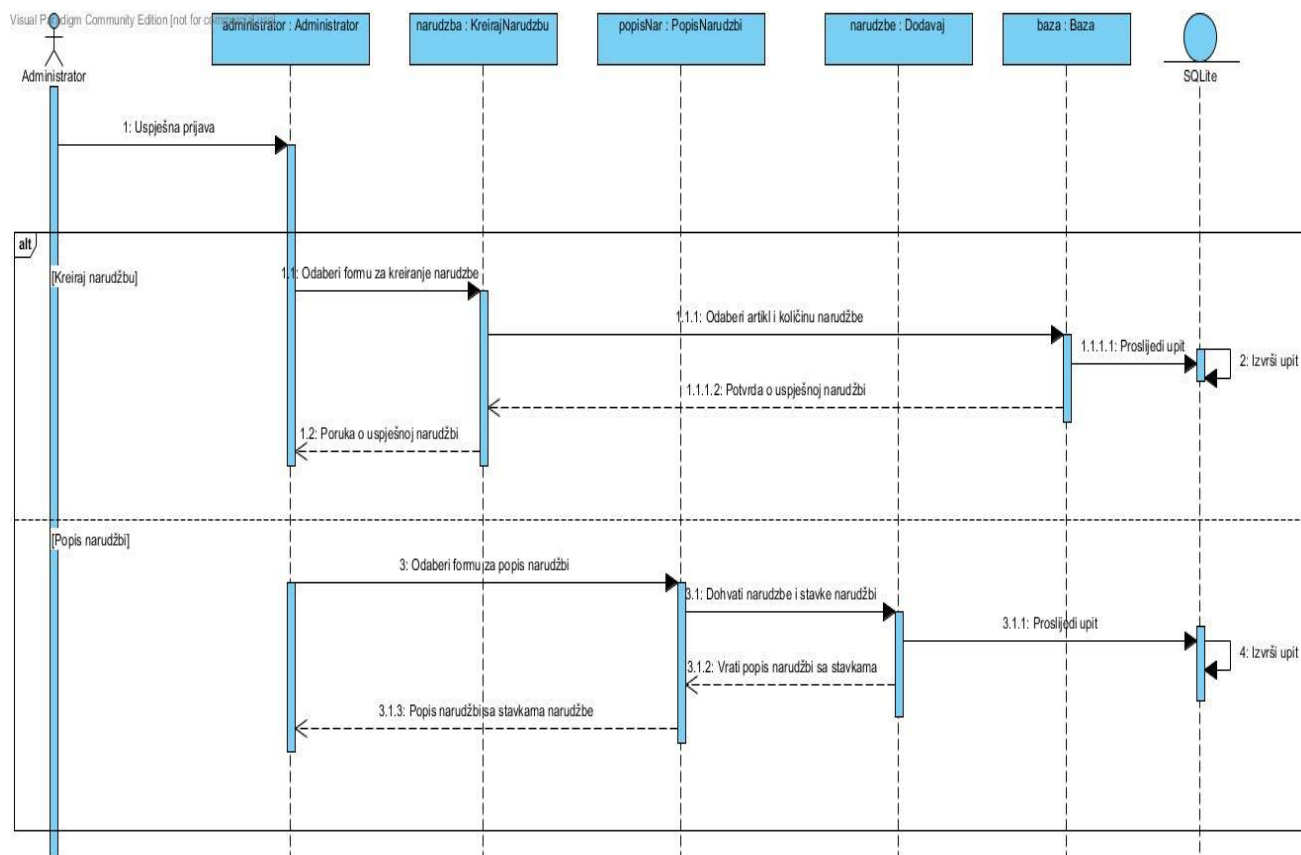 Visual Paradigm Community Edition [not for commercial use]
administrator : Administrator
narudzba : KreirajNarudzbu
popisNar : PopisNarudzbi
narudzbe : Dodavaj
baza : Baza
Administrator
SQLite
1: Uspješna prijava
alt
[Kreiraj narudžbu]
1.1: Odaberi formu za kreiranje narudzbe
1.1.1: Odaberi artikl i količinu narudžbe
1.1.1.1: Proslijedi upit
2: Izvrši upit
1.1.1.2: Potvrda o uspješnoj narudžbi
1.2: Poruka o uspješnoj narudžbi
[Popis narudžbi]
3: Odaberi formu za popis narudžbi
3.1: Dohvati narudzbe i stavke narudžbi
3.1.1: Proslijedi upit
4: Izvrši upit
3.1.2: Vrati popis narudžbi sa stavkama
3.1.3: Popis narudžbi sa stavkama narudžbe